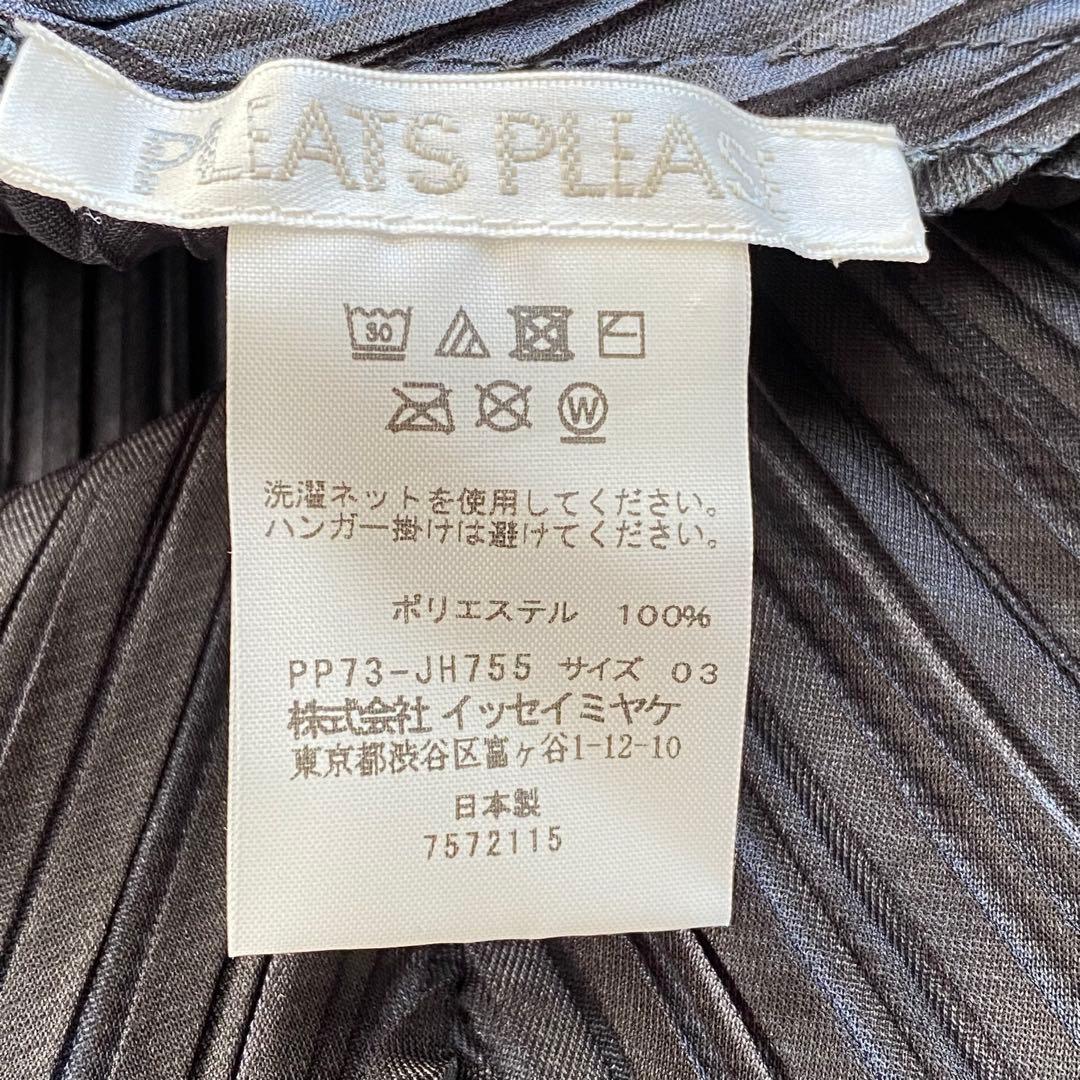 PLEATS PLEASE
30
W
洗濯ネットを使用してください。
ハンガー掛けは避けてください。
ポリエステル 100%
PP73-JH755 サイズ 03
株式会社 イッセイミヤケ
東京都渋谷区富ヶ谷1-12-10
日本製
7572115